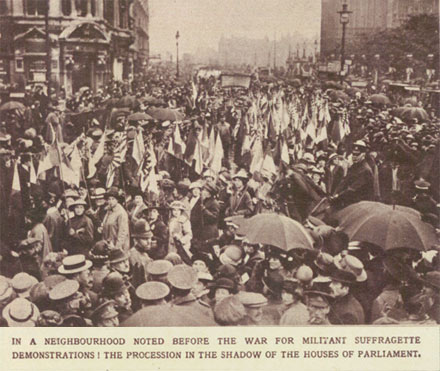 IN A NEIGHBOURHOOD NOTED BEFORE THE WAR FOR MILITANT SUFFRAGETTE
DEMONSTRATIONS! THE PROCESSION IN THE SHADOW OF THE HOUSES OF PARLIAMENT.